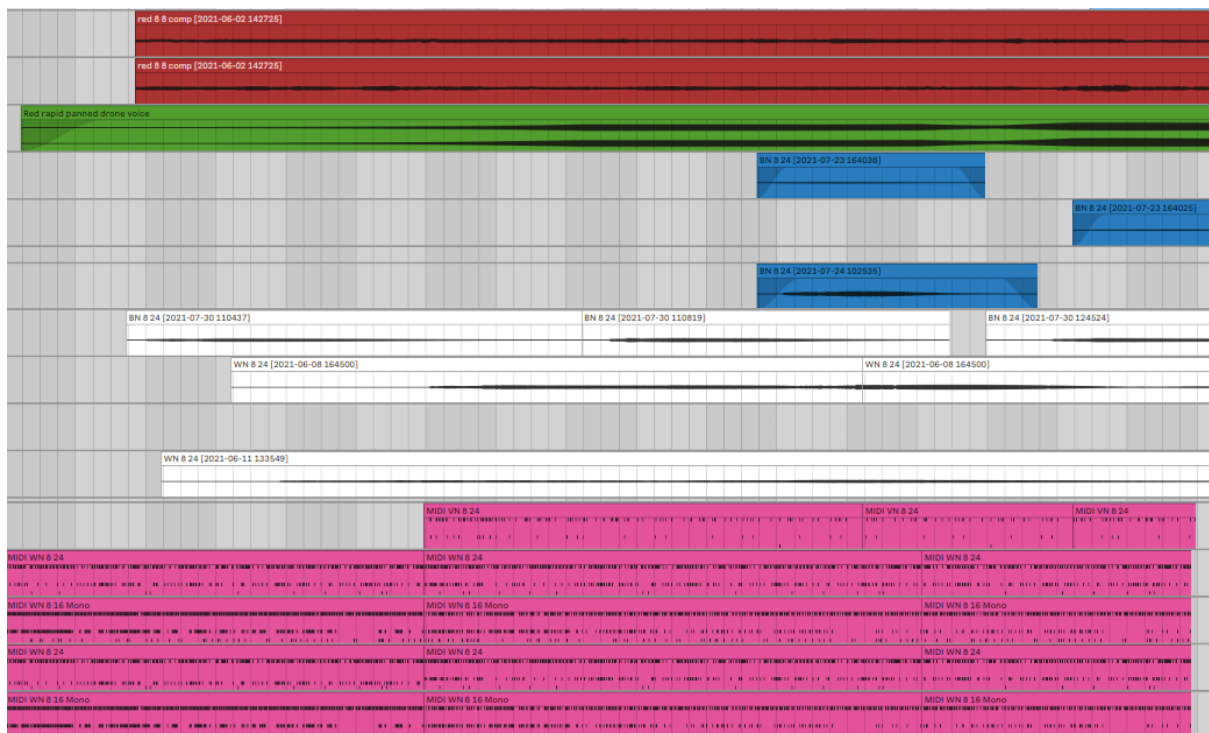 red 8 8 comp [2021-06-02 142725]
red 8 8 comp [2021-06-02 142725]
Red rapid panned drone voice
BN 8 24 [2021-07-23 164038]
BN 8 24 [2021-07-23 164025]
BN 8 24 [2021-07-24 102535]
BN 8 24 [2021-07-30 110437] BN 8 24 [2021-07-30 110819] BN 8 24 [2021-07-30 124524]
WN 8 24 [2021-06-08 164500] WN 8 24 [2021-06-08 164500]
WN 8 24 [2021-06-11 133549]
MIDI VN 8 24 MIDI VN 8 24 MIDI VN 8 24
MIDI WN 8 24 MIDI WN 8 24 MIDI WN 8 24
MIDI WN 8 16 Mono MIDI WN 8 16 Mono MIDI WN 8 16 Mono
MIDI WN 8 24 MIDI WN 8 24 MIDI WN 8 24
MIDI WN 8 16 Mono MIDI WN 8 16 Mono MIDI WN 8 16 Mono